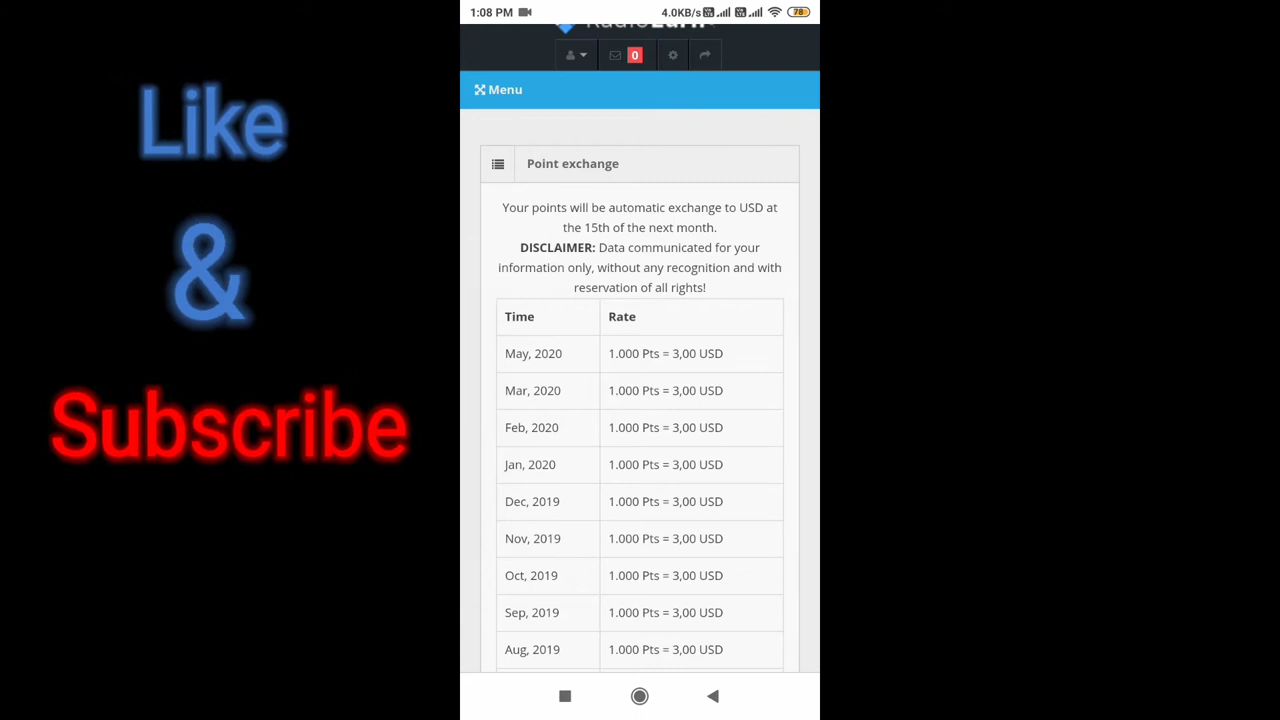 Like
&
Subscribe
1:08 PM
4.0KB/s
78
0
Menu
Point exchange
Your points will be automatic exchange to USD at
the 15th of the next month.
DISCLAIMER: Data communicated for your
information only, without any recognition and with
reservation of all rights!
Time Rate
May, 2020 1.000 Pts = 3,00 USD
Mar, 2020 1.000 Pts = 3,00 USD
Feb, 2020 1.000 Pts = 3,00 USD
Jan, 2020 1.000 Pts = 3,00 USD
Dec, 2019 1.000 Pts = 3,00 USD
Nov, 2019 1.000 Pts = 3,00 USD
Oct, 2019 1.000 Pts = 3,00 USD
Sep, 2019 1.000 Pts = 3,00 USD
Aug, 2019 1.000 Pts = 3,00 USD